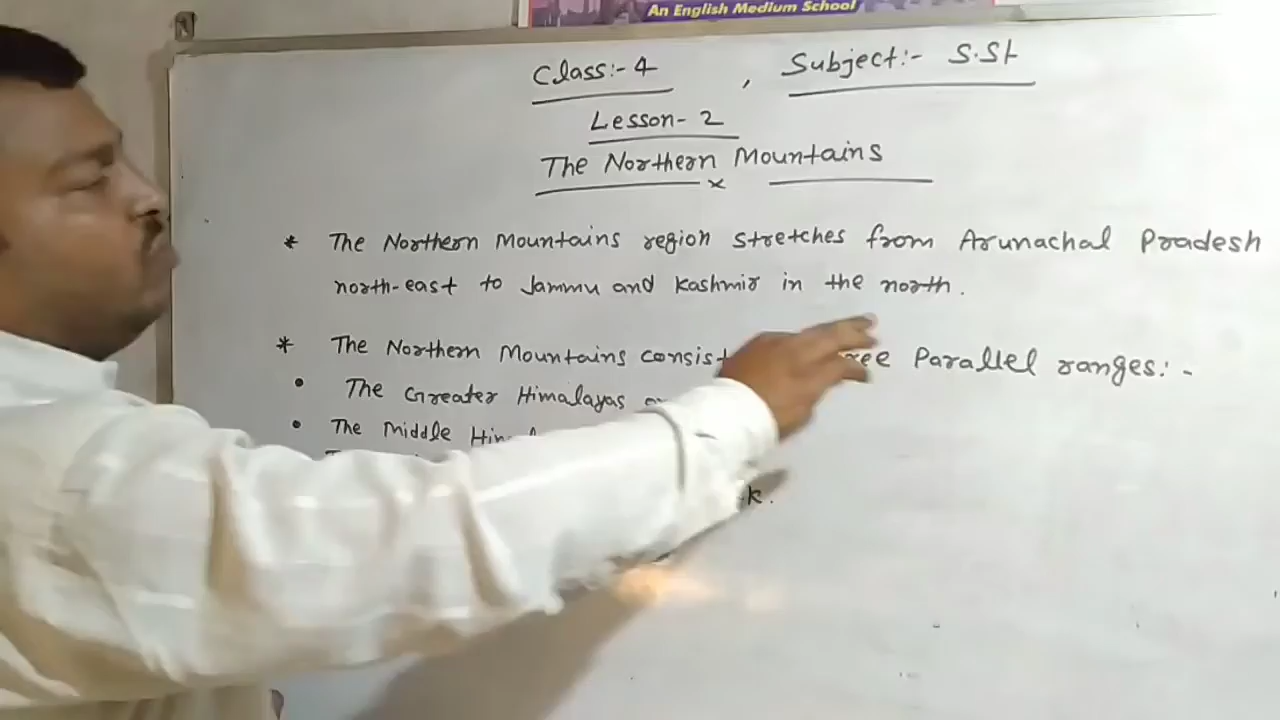 An English Medium School
Class:- 4 , Subject:- S.St
Lesson- 2
The Northern Mountains
* The Northern Mountains region stretches from Arunachal Pradesh
north-east to Jammu and Kashmir in the north.
* The Northern Mountains Parallel ranges:-
• The Greater Himalayas
• The Middle